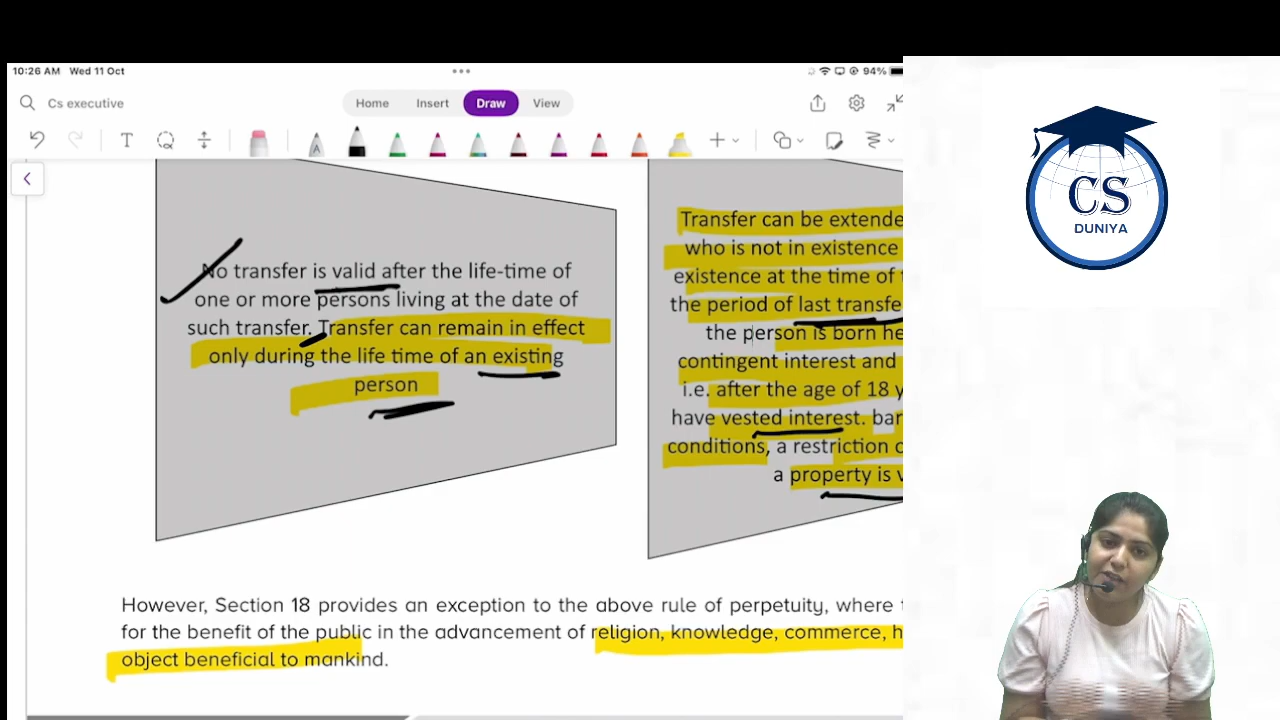 10:26 AM Wed 11 Oct
94%
Cs executive
Home Insert Draw View
No transfer is valid after the life-time of
one or more persons living at the date of
such transfer. Transfer can remain in effect
only during the life time of an existing
person
Transfer can be extende
who is not in existence
existence at the time of
the period of last transfe
the person is born he
contingent interest and
i.e. after the age of 18 y
have vested interest. bar
conditions, a restriction o
a property is v
However, Section 18 provides an exception to the above rule of perpetuity, where t
for the benefit of the public in the advancement of religion, knowledge, commerce, h
object beneficial to mankind.
CS
DUNIYA